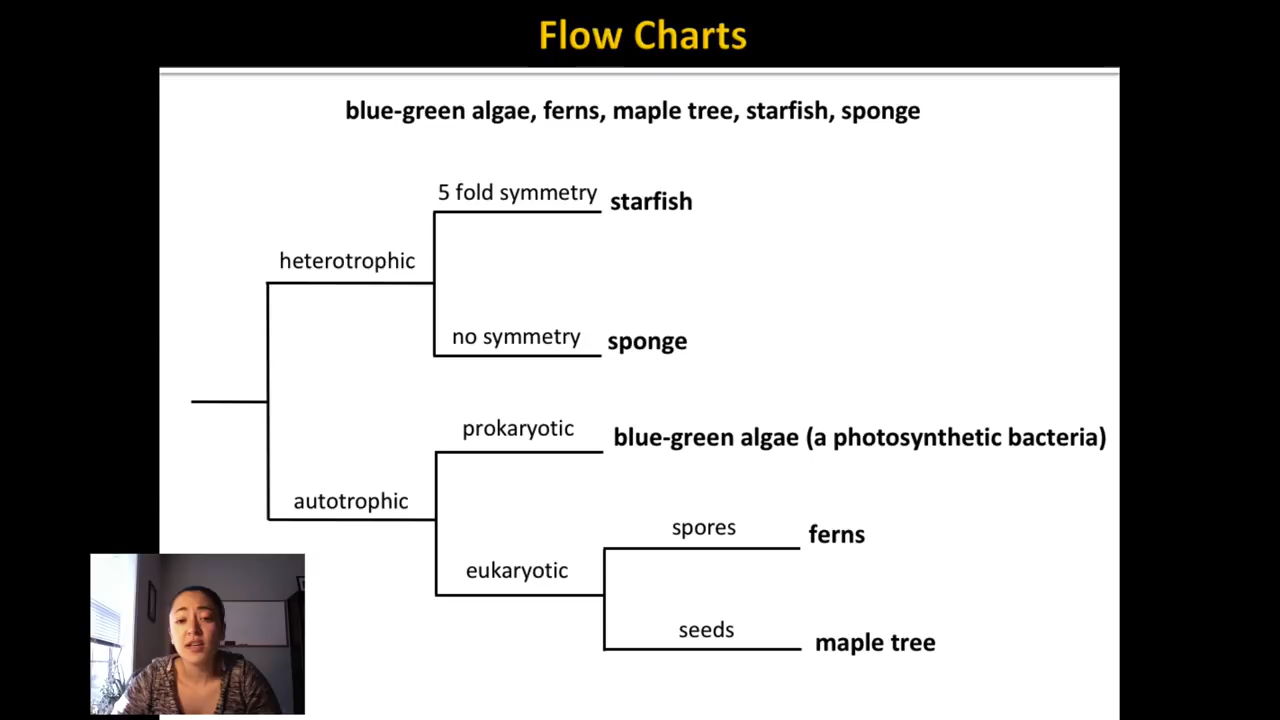 Flow Charts
blue-green algae, ferns, maple tree, starfish, sponge
5 fold symmetry
starfish
heterotrophic
no symmetry
sponge
prokaryotic
blue-green algae (a photosynthetic bacteria)
autotrophic
spores
ferns
eukaryotic
seeds
maple tree